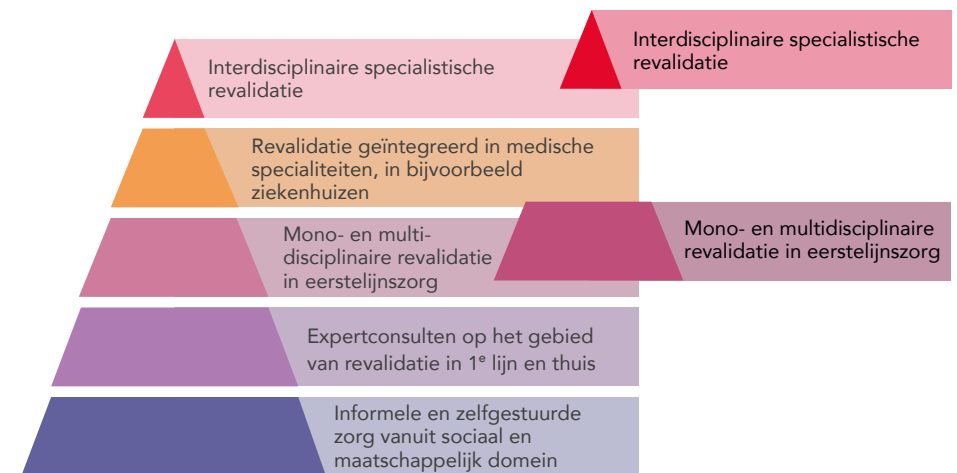 Interdisciplinaire specialistische
revalidatie
Interdisciplinaire specialistische
revalidatie
Revalidatie geïntegreerd in medische
specialiteiten, in bijvoorbeeld
ziekenhuizen
Mono- en multi-
disciplinaire revalidatie
in eerstelijnszorg
Mono- en multidisciplinaire
revalidatie in eerstelijnszorg
Expertconsulten op het gebied
van revalidatie in 1ᵉ lijn en thuis
Informele en zelfgestuurde
zorg vanuit sociaal en
maatschappelijk domein